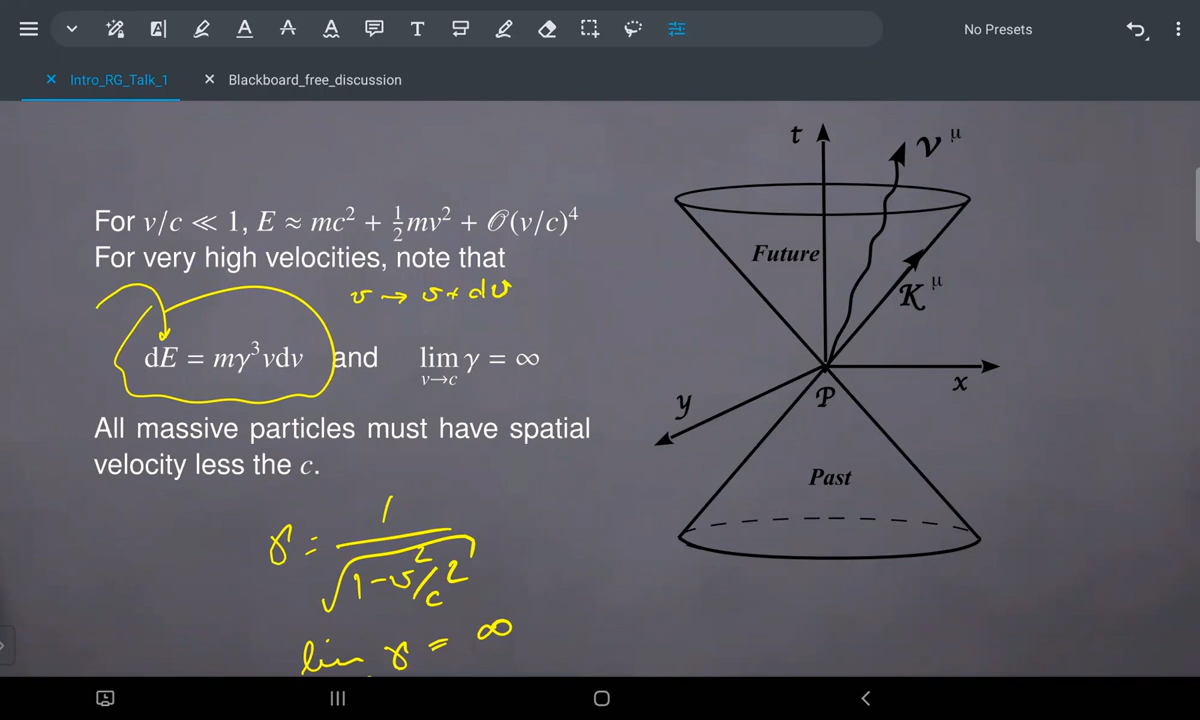 No Presets
Intro_RG_Talk_1
Blackboard_free_discussion
For v/c ≪ 1, E ≈ mc² + ½mv² + 𝒪(v/c)⁴
For very high velocities, note that
v → v + dv
dE = mγ³vdv and lim γ = ∞
v→c
All massive particles must have spatial
velocity less the c.
γ = 1/√(1-v²/c²)
lim γ = ∞
t
V^μ
Future
K^μ
x
y
P
Past